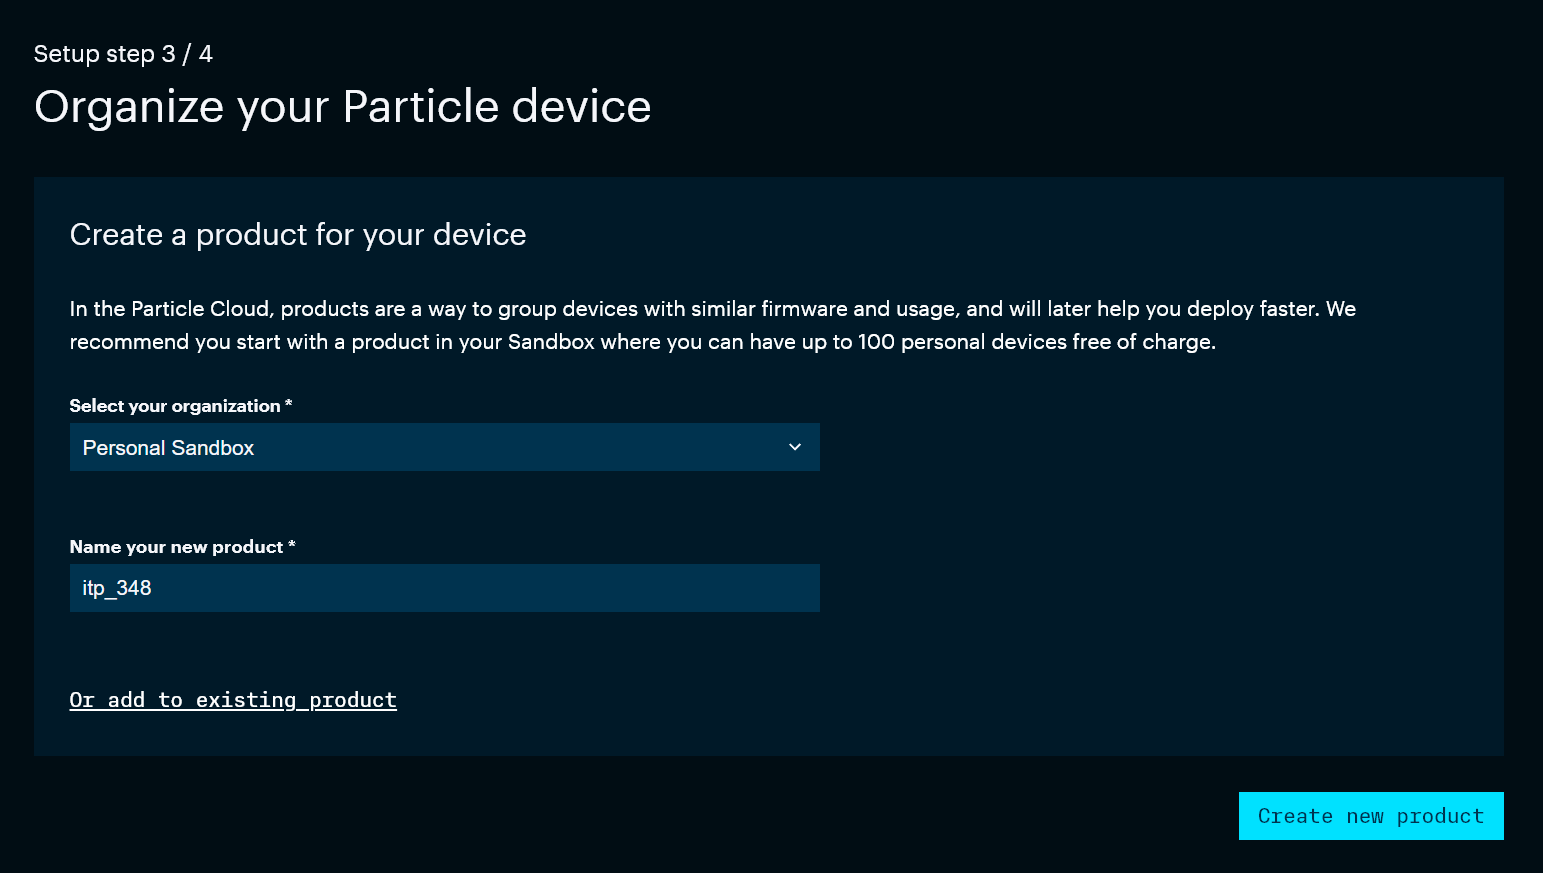 Setup step 3 / 4
Organize your Particle device
Create a product for your device
In the Particle Cloud, products are a way to group devices with similar firmware and usage, and will later help you deploy faster. We
recommend you start with a product in your Sandbox where you can have up to 100 personal devices free of charge.
Select your organization *
Personal Sandbox
Name your new product *
itp_348
Or add to existing product
Create new product